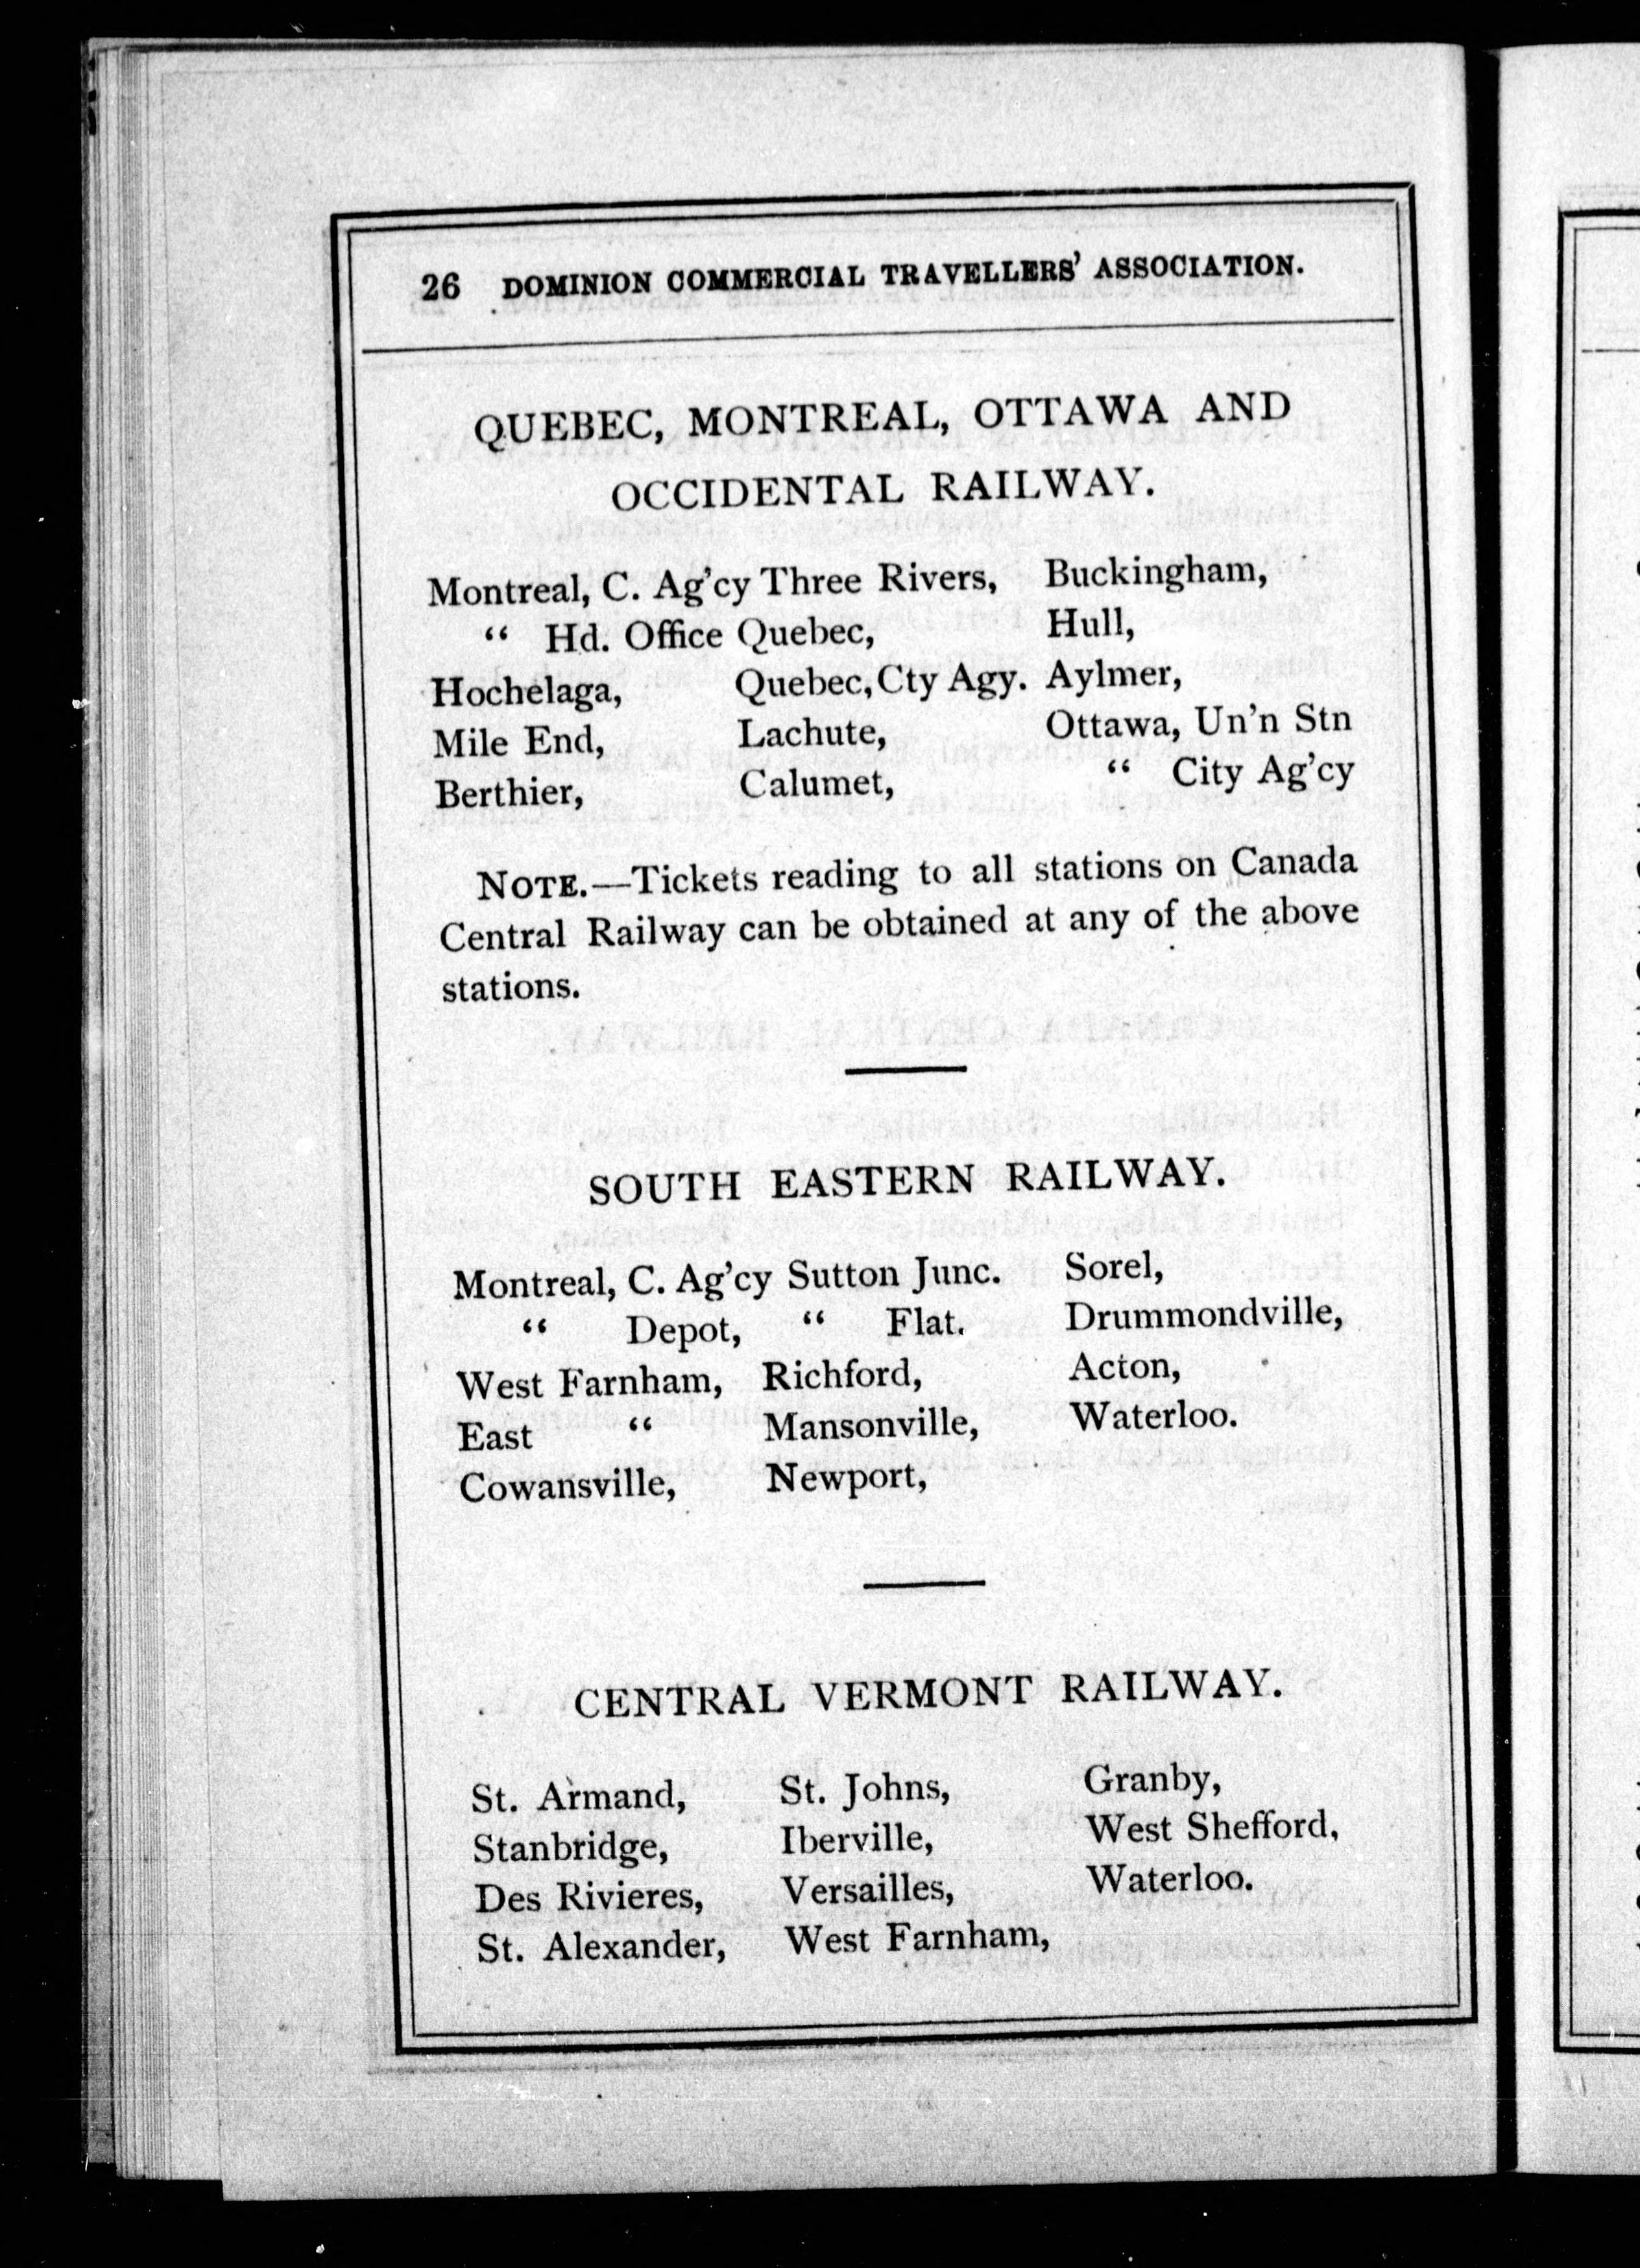 26 DOMINION COMMERCIAL TRAVELLERS' ASSOCIATION.
QUEBEC, MONTREAL, OTTAWA AND
OCCIDENTAL RAILWAY.
Montreal, C. Ag'cy Three Rivers, Buckingham,
“ Hd. Office Quebec, Hull,
Hochelaga, Quebec, Cty Agy. Aylmer,
Mile End, Lachute, Ottawa, Un'n Stn
Berthier, Calumet, “ City Ag'cy
NOTE.—Tickets reading to all stations on Canada
Central Railway can be obtained at any of the above
stations.
SOUTH EASTERN RAILWAY.
Montreal, C. Ag'cy Sutton Junc. Sorel,
“ Depot, “ Flat. Drummondville,
West Farnham, Richford, Acton,
East “ Mansonville, Waterloo.
Cowansville, Newport,
CENTRAL VERMONT RAILWAY.
St. Armand, St. Johns, Granby,
Stanbridge, Iberville, West Shefford,
Des Rivieres, Versailles, Waterloo.
St. Alexander, West Farnham,